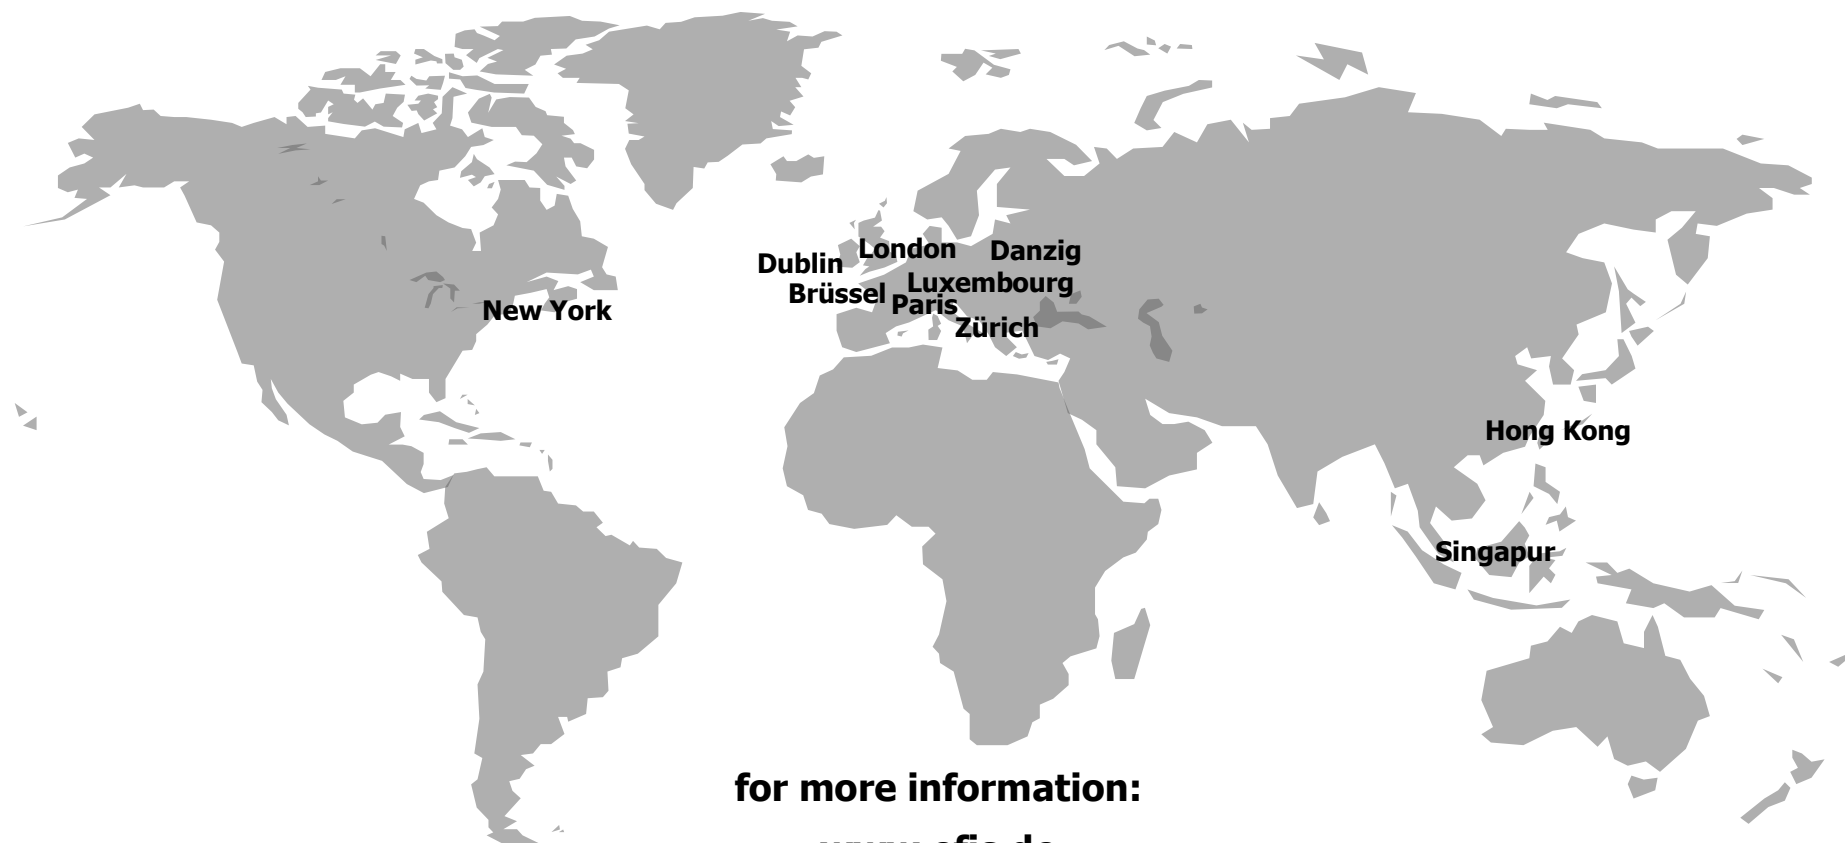 London
Danzig
Dublin
Luxembourg
Brüssel
Paris
New York
Zürich
Hong Kong
Singapur
for more information: